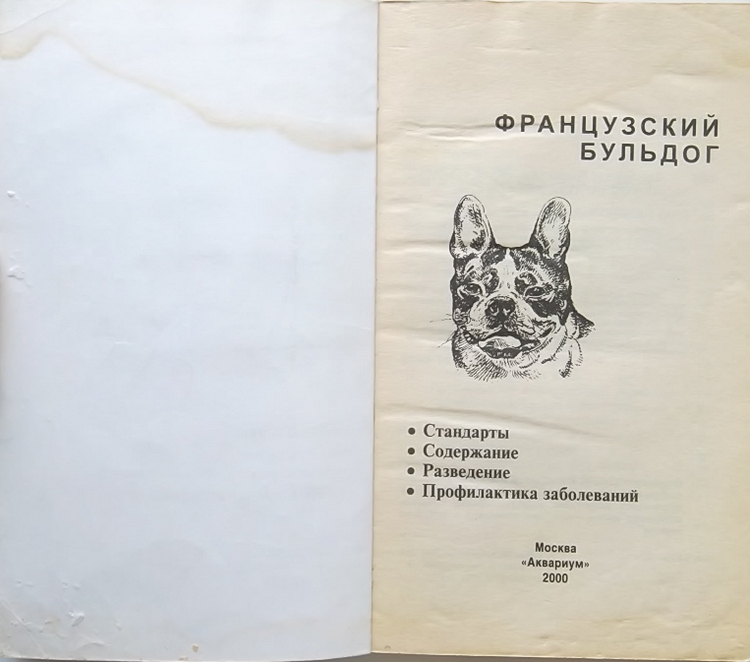 ФРАНЦУЗСКИЙ
БУЛЬДОГ
• Стандарты
• Содержание
• Разведение
• Профилактика заболеваний
Москва
«Аквариум»
2000